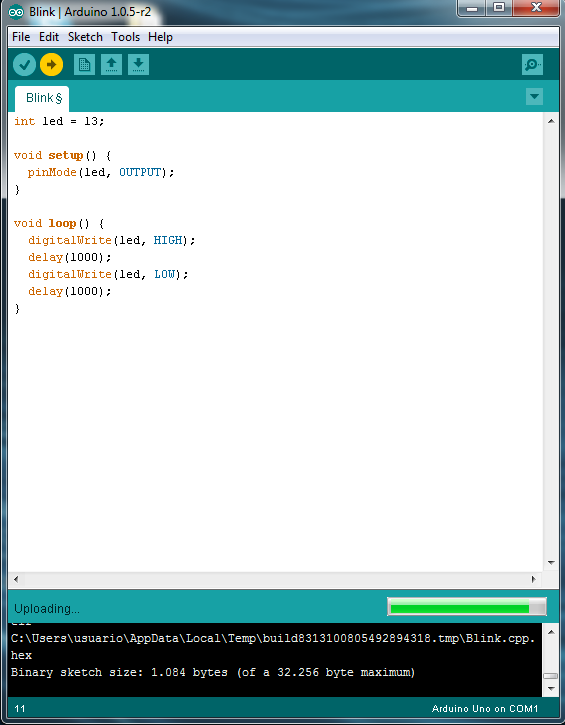 Blink | Arduino 1.0.5-r2
File Edit Sketch Tools Help
Blink §
int led = 13;
void setup() {
  pinMode(led, OUTPUT);
}
void loop() {
  digitalWrite(led, HIGH);
  delay(1000);
  digitalWrite(led, LOW);
  delay(1000);
}
Uploading...
C:\Users\usuario\AppData\Local\Temp\build8313100805492894318.tmp\Blink.cpp.
hex
Binary sketch size: 1.084 bytes (of a 32.256 byte maximum)
11 Arduino Uno on COM1